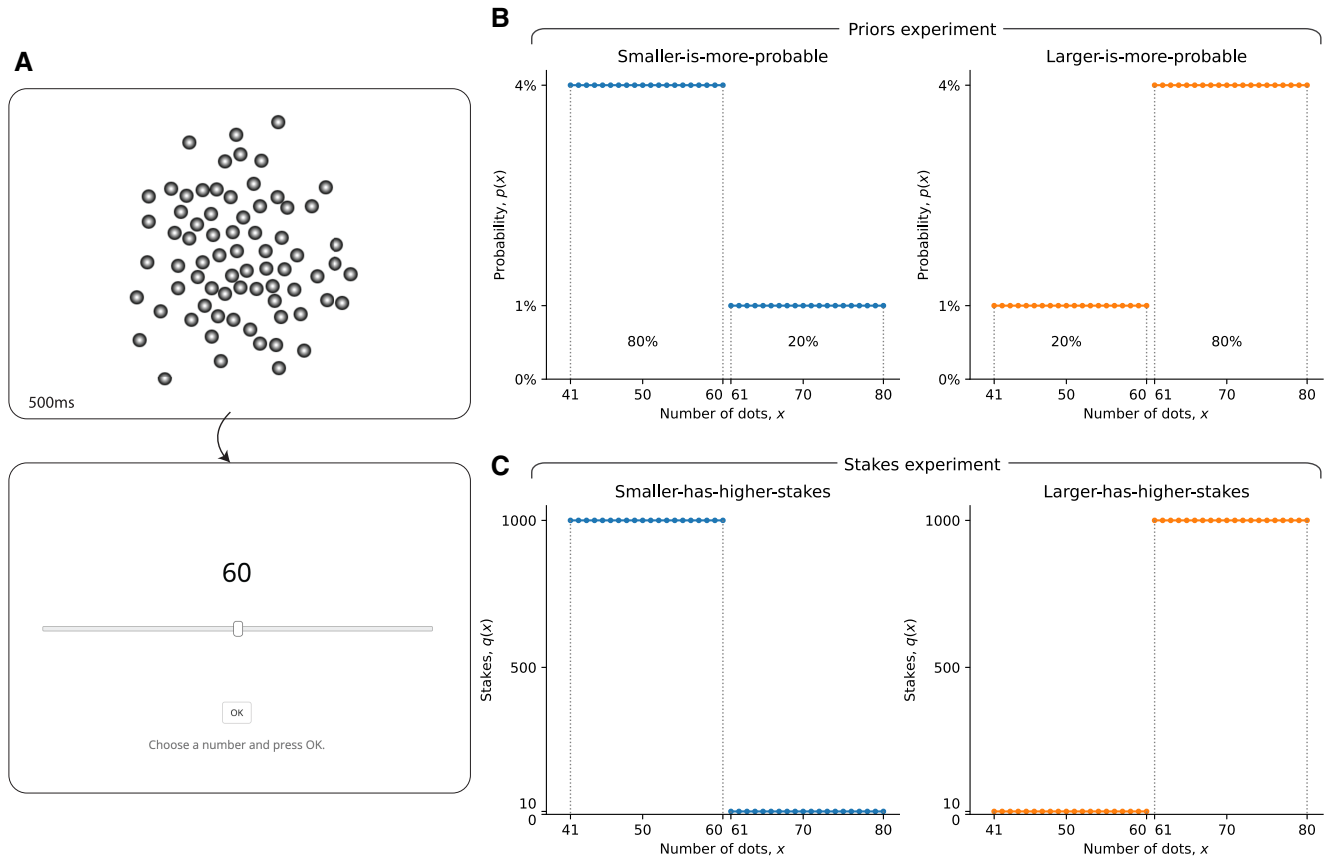 A
500ms
60
OK
Choose a number and press OK.
B
Priors experiment
Smaller-is-more-probable
Probability, p(x)
4%
1%
0%
80%
20%
41 50 60 61 70 80
Number of dots, x
Larger-is-more-probable
Probability, p(x)
4%
1%
0%
20%
80%
41 50 60 61 70 80
Number of dots, x
C
Stakes experiment
Smaller-has-higher-stakes
Stakes, q(x)
1000
500
10
0
41 50 60 61 70 80
Number of dots, x
Larger-has-higher-stakes
Stakes, q(x)
1000
500
10
0
41 50 60 61 70 80
Number of dots, x